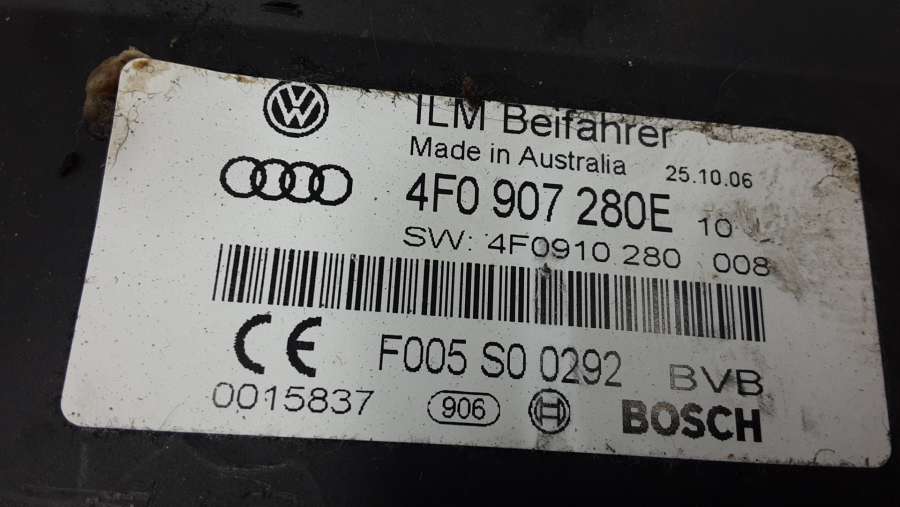 ILM Beifahrer
Made in Australia 25.10.06
4F0 907 280E 10
SW: 4F0910 280 008
CE F005 S0 0292 BVB
0015837 906 BOSCH